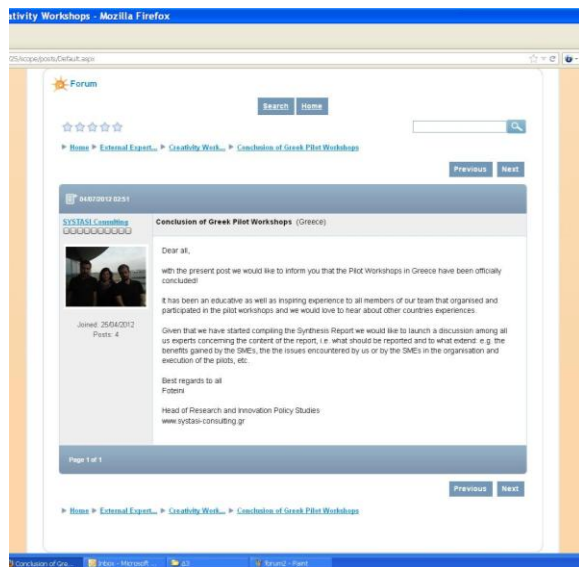 tivity Workshops - Mozilla Firefox
/scope/posts/Default.aspx
Forum
Search Home
Home External Expert... Creativity Work... Conclusion of Greek Pilot Workshops
Previous Next
04/07/2012 02:51
SYSTASI Consulting
Conclusion of Greek Pilot Workshops (Greece)
Dear all,
with the present post we would like to inform you that the Pilot Workshops in Greece have been officially
concluded!
It has been an educative as well as inspiring experience to all members of our team that organised and
participated in the pilot workshops and we would love to hear about other countries experiences.
Joined: 25/04/2012
Posts: 4
Given that we have started compiling the Synthesis Report we would like to launch a discussion among all
us experts concerning the content of the report, i.e. what should be reported and to what extend: e.g. the
benefits gained by the SMEs, the the issues encountered by us or by the SMEs in the organisation and
execution of the pilots, etc.
Best regards to all
Foteini
Head of Research and Innovation Policy Studies
www.systasi-consulting.gr
Page 1 of 1
Previous Next
Home External Expert... Creativity Work... Conclusion of Greek Pilot Workshops
Conclusion of Gre... Inbox - Microsoft ... forum2 - Paint